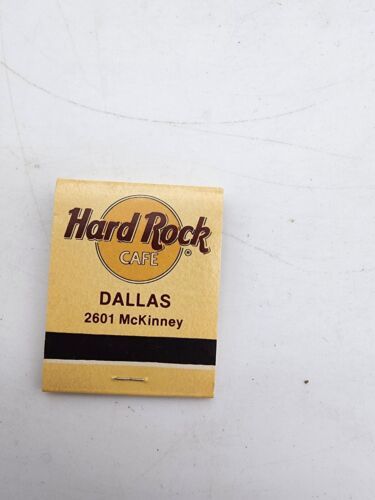 Hard Rock
CAFE ®
DALLAS
2601 McKinney